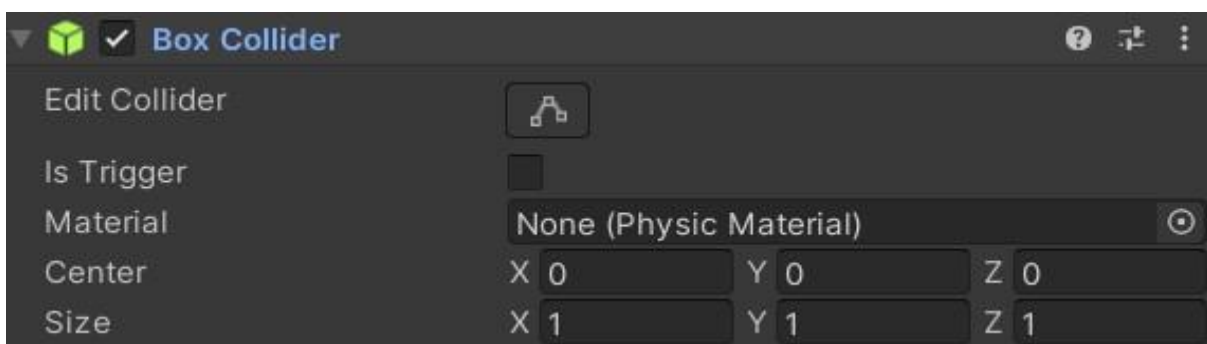 Box Collider
Edit Collider
Is Trigger
Material None (Physic Material)
Center X 0 Y 0 Z 0
Size X 1 Y 1 Z 1